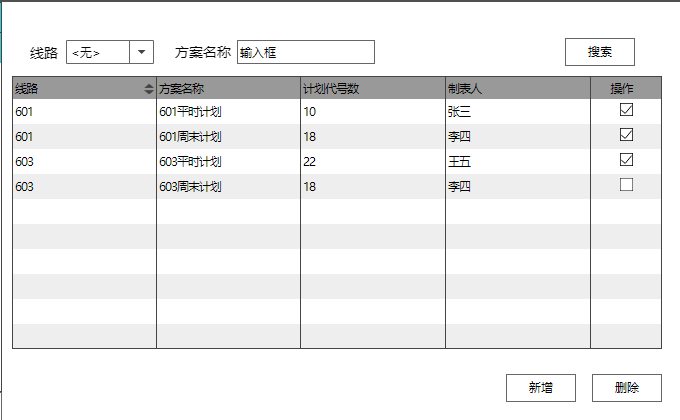 线路 <无> 方案名称 输入框 搜索
线路 方案名称 计划代号数 制表人 操作
601 601平时计划 10 张三
601 601周末计划 18 李四
603 603平时计划 22 王五
603 603周末计划 18 李四
新增 删除